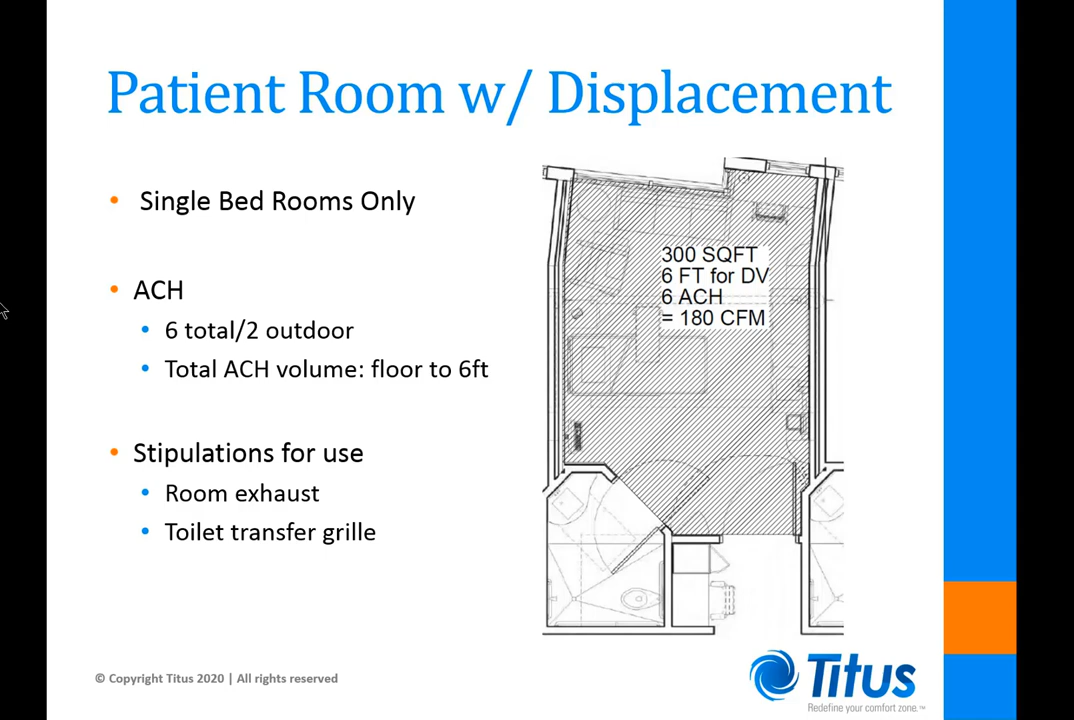 Patient Room w/ Displacement
Single Bed Rooms Only
ACH
6 total/2 outdoor
Total ACH volume: floor to 6ft
Stipulations for use
Room exhaust
Toilet transfer grille
300 SQFT
6 FT for DV
6 ACH
= 180 CFM
© Copyright Titus 2020 | All rights reserved
Titus
Redefine your comfort zone.™